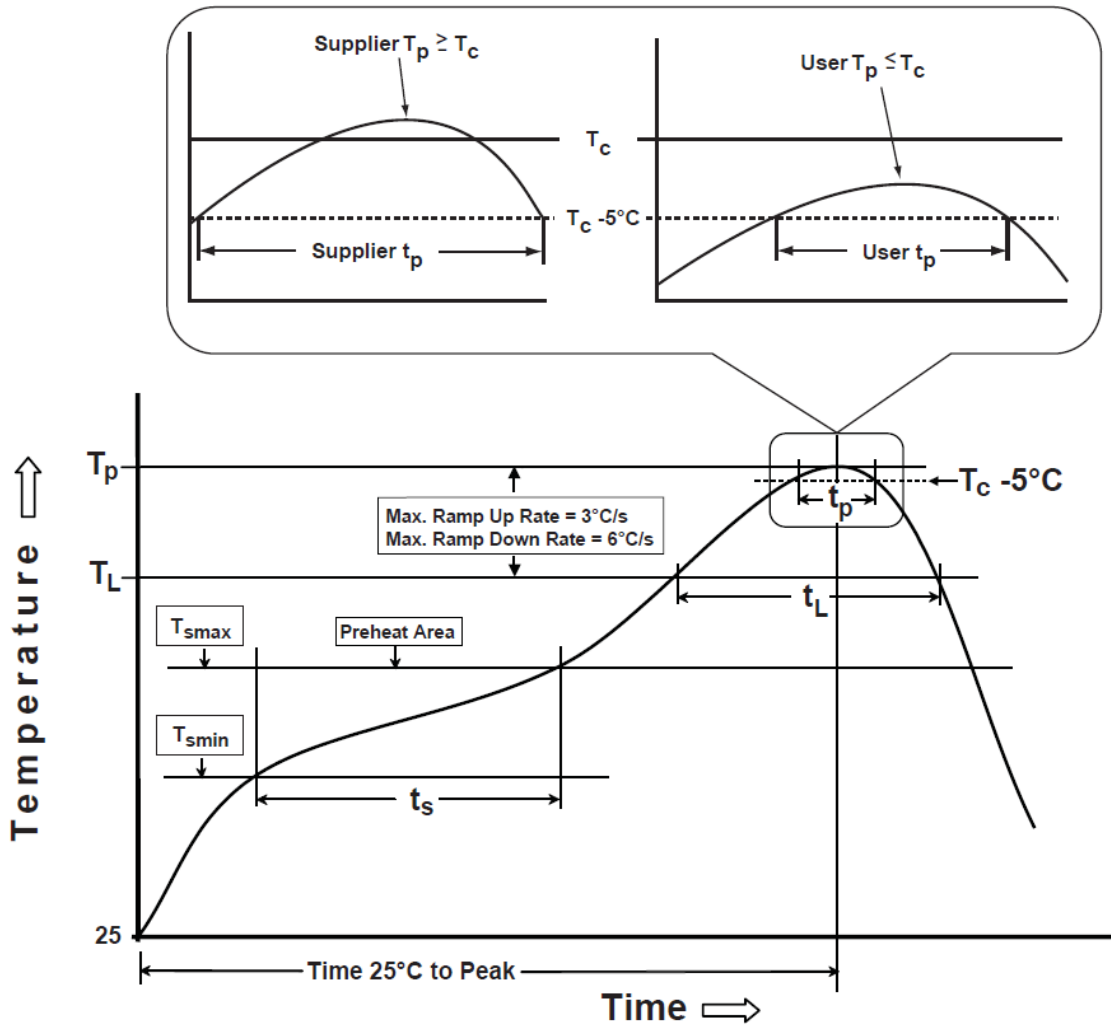 Supplier Tp ≥ Tc
User Tp ≤ Tc
Tc
Tc -5°C
Supplier tp
User tp
Tp
Tc -5°C
tp
Max. Ramp Up Rate = 3°C/s
Max. Ramp Down Rate = 6°C/s
TL
tL
Tsmax
Preheat Area
Tsmin
ts
Temperature
25
Time 25°C to Peak
Time